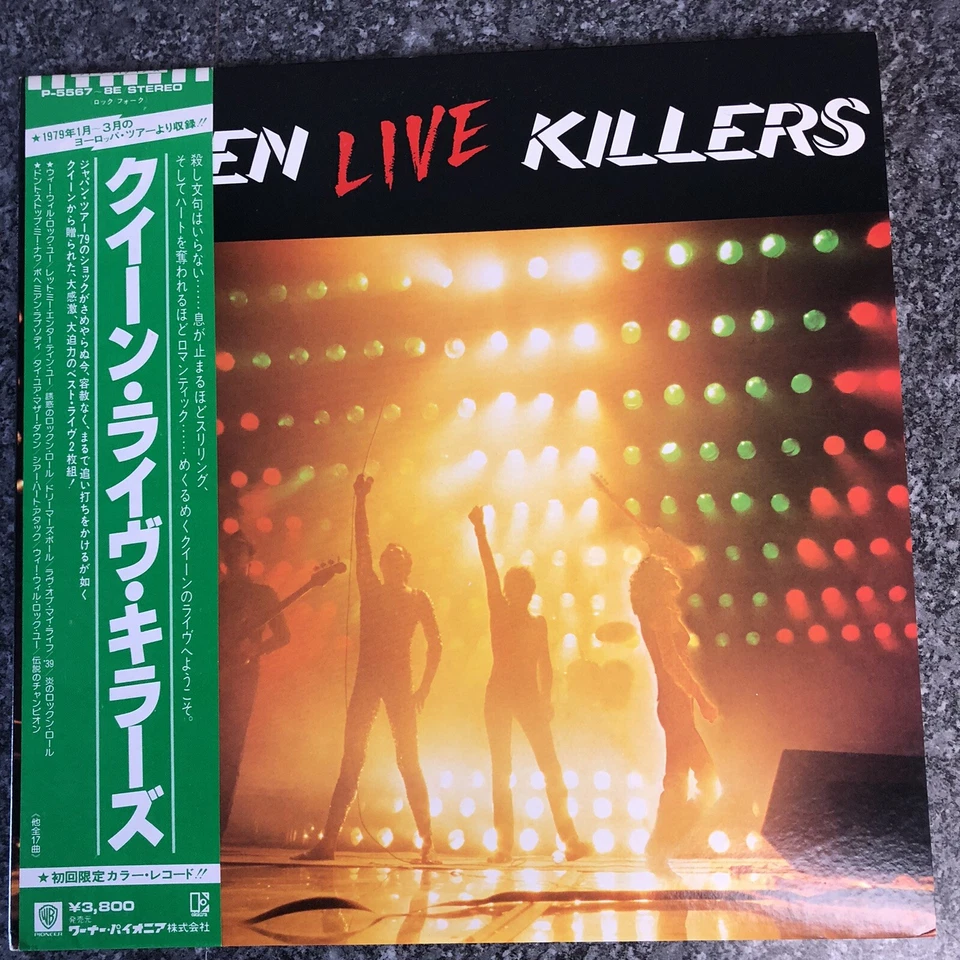 P-5567~8E STEREO
ロック フォーク
★1979年1月~3月の
ヨーロッパ・ツアーより収録!!
EN LIVE KILLERS
殺し文句はいらない……息が止まるほどスリリング、
そしてハートを奪われるほどロマンティック……めくるめくクイーンのライヴへようこそ。
クイーン・ライヴ・キラーズ
ジャパン・ツアー'79のショックがさめやらぬ今、容赦なく、まるで追い打ちをかけるが如く
クイーンから贈られた、大感激、大迫力のベスト・ライヴ2枚組!
★ウィー・ウィル・ロック・ユー/レット・ミー・エンターテイン・ユー/誘惑のロックン・ロール/ドリーマーズ・ボール/ラヴ・オブ・マイ・ライフ/'39/炎のロックン・ロール
★ドント・ストップ・ミー・ナウ/ボヘミアン・ラプソディ/タイ・ユア・マザー・ダウン/シアー・ハート・アタック/ウィー・ウィル・ロック・ユー/伝説のチャンピオン
〈他全17曲〉
★初回限定カラー・レコード!!
¥3,800
発売元
ワーナー・パイオニア株式会社
WB
PIONEER
elektra